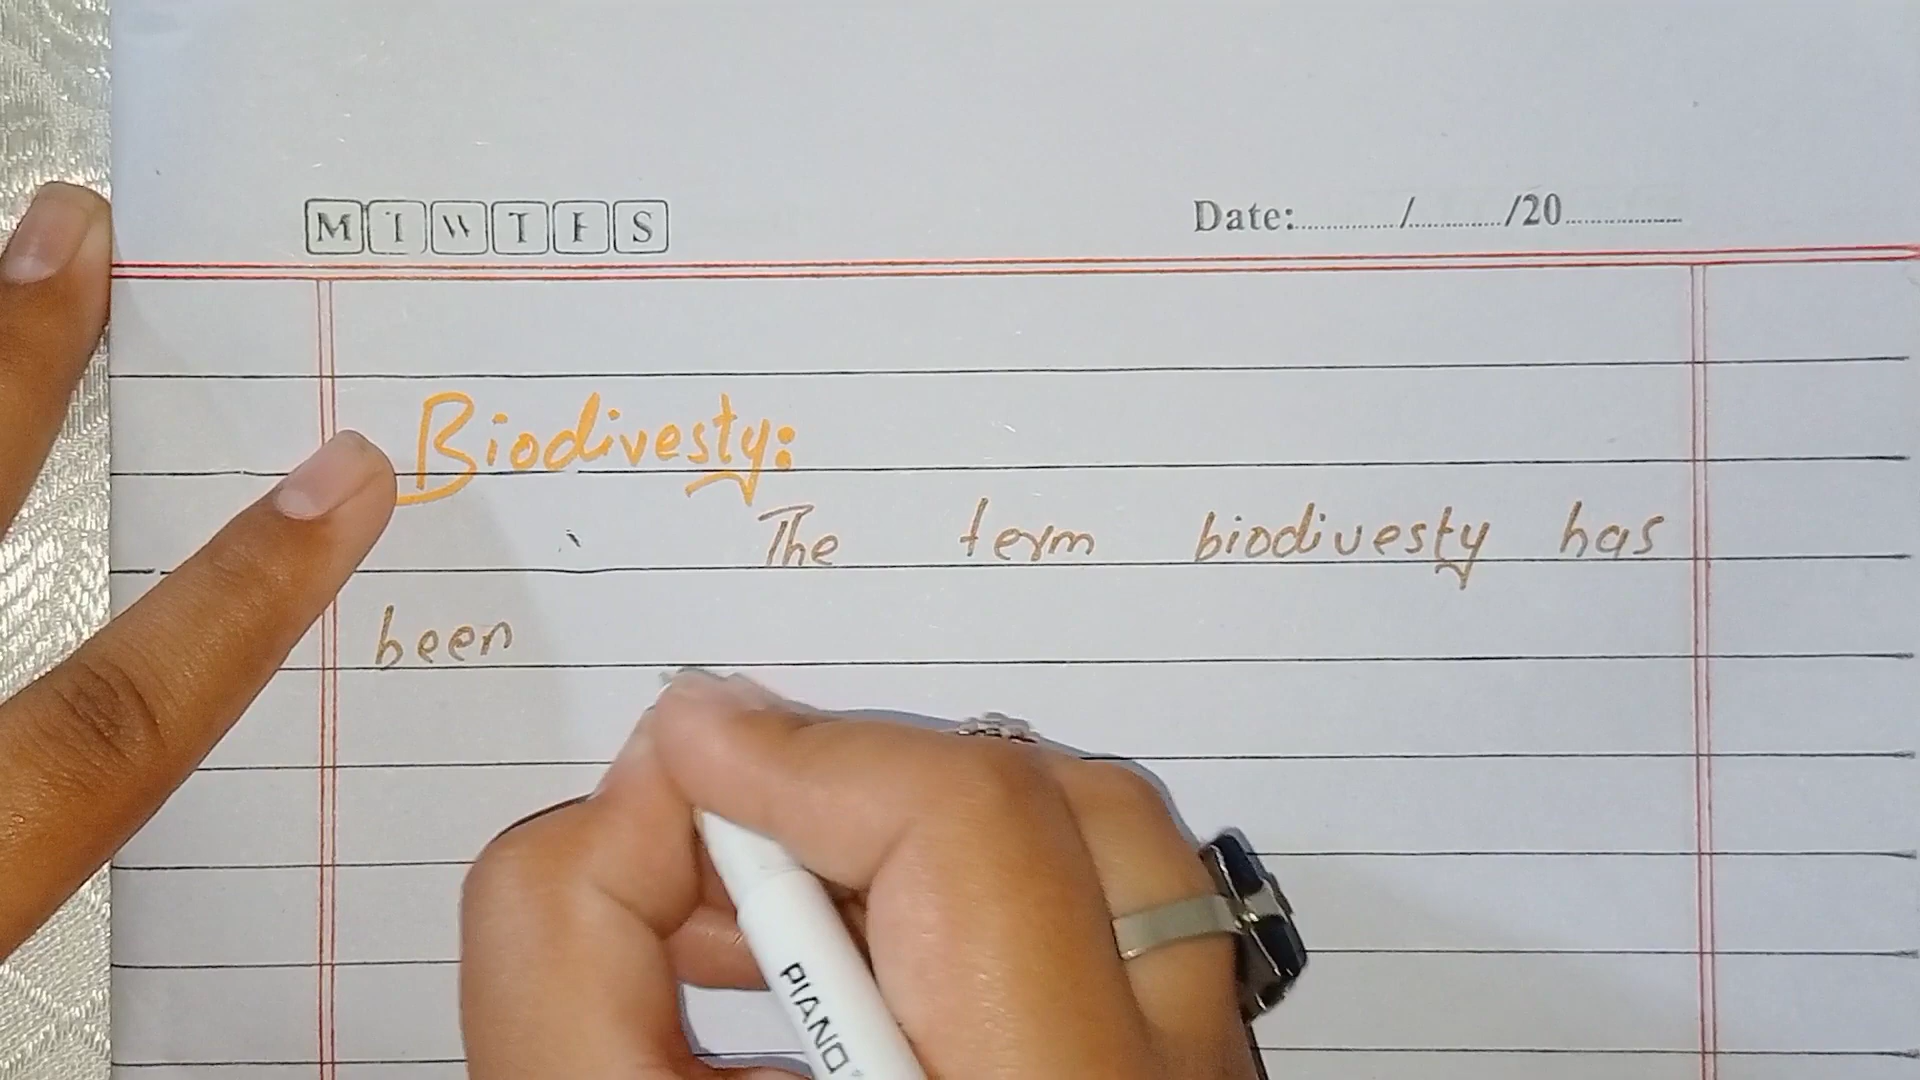 M T W T F S Date:........../........../20..............
Biodivesty:
The term biodivesty has
been
PIANO